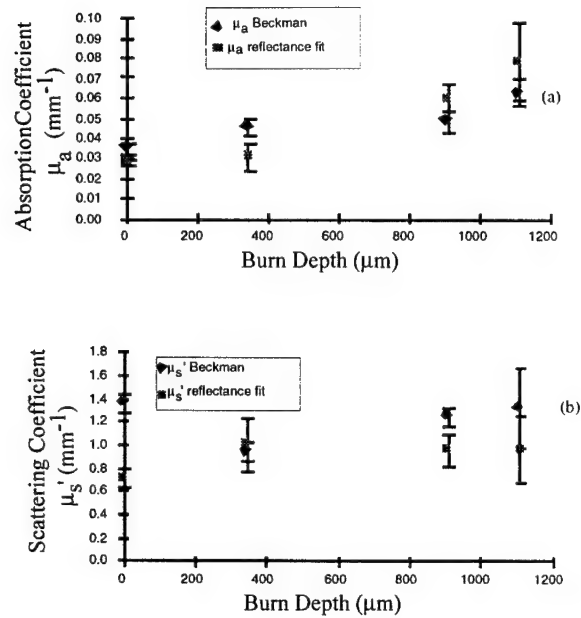 μa Beckman
μa reflectance fit
AbsorptionCoefficient
μa (mm-1)
0.10
0.09
0.08
0.07
0.06
0.05
0.04
0.03
0.02
0.01
0.00
0
200
400
600
800
1000
1200
Burn Depth (μm)
(a)
μs' Beckman
μs' reflectance fit
Scattering Coefficient
μs' (mm-1)
1.8
1.6
1.4
1.2
1.0
0.8
0.6
0.4
0.2
0.0
0
200
400
600
800
1000
1200
Burn Depth (μm)
(b)